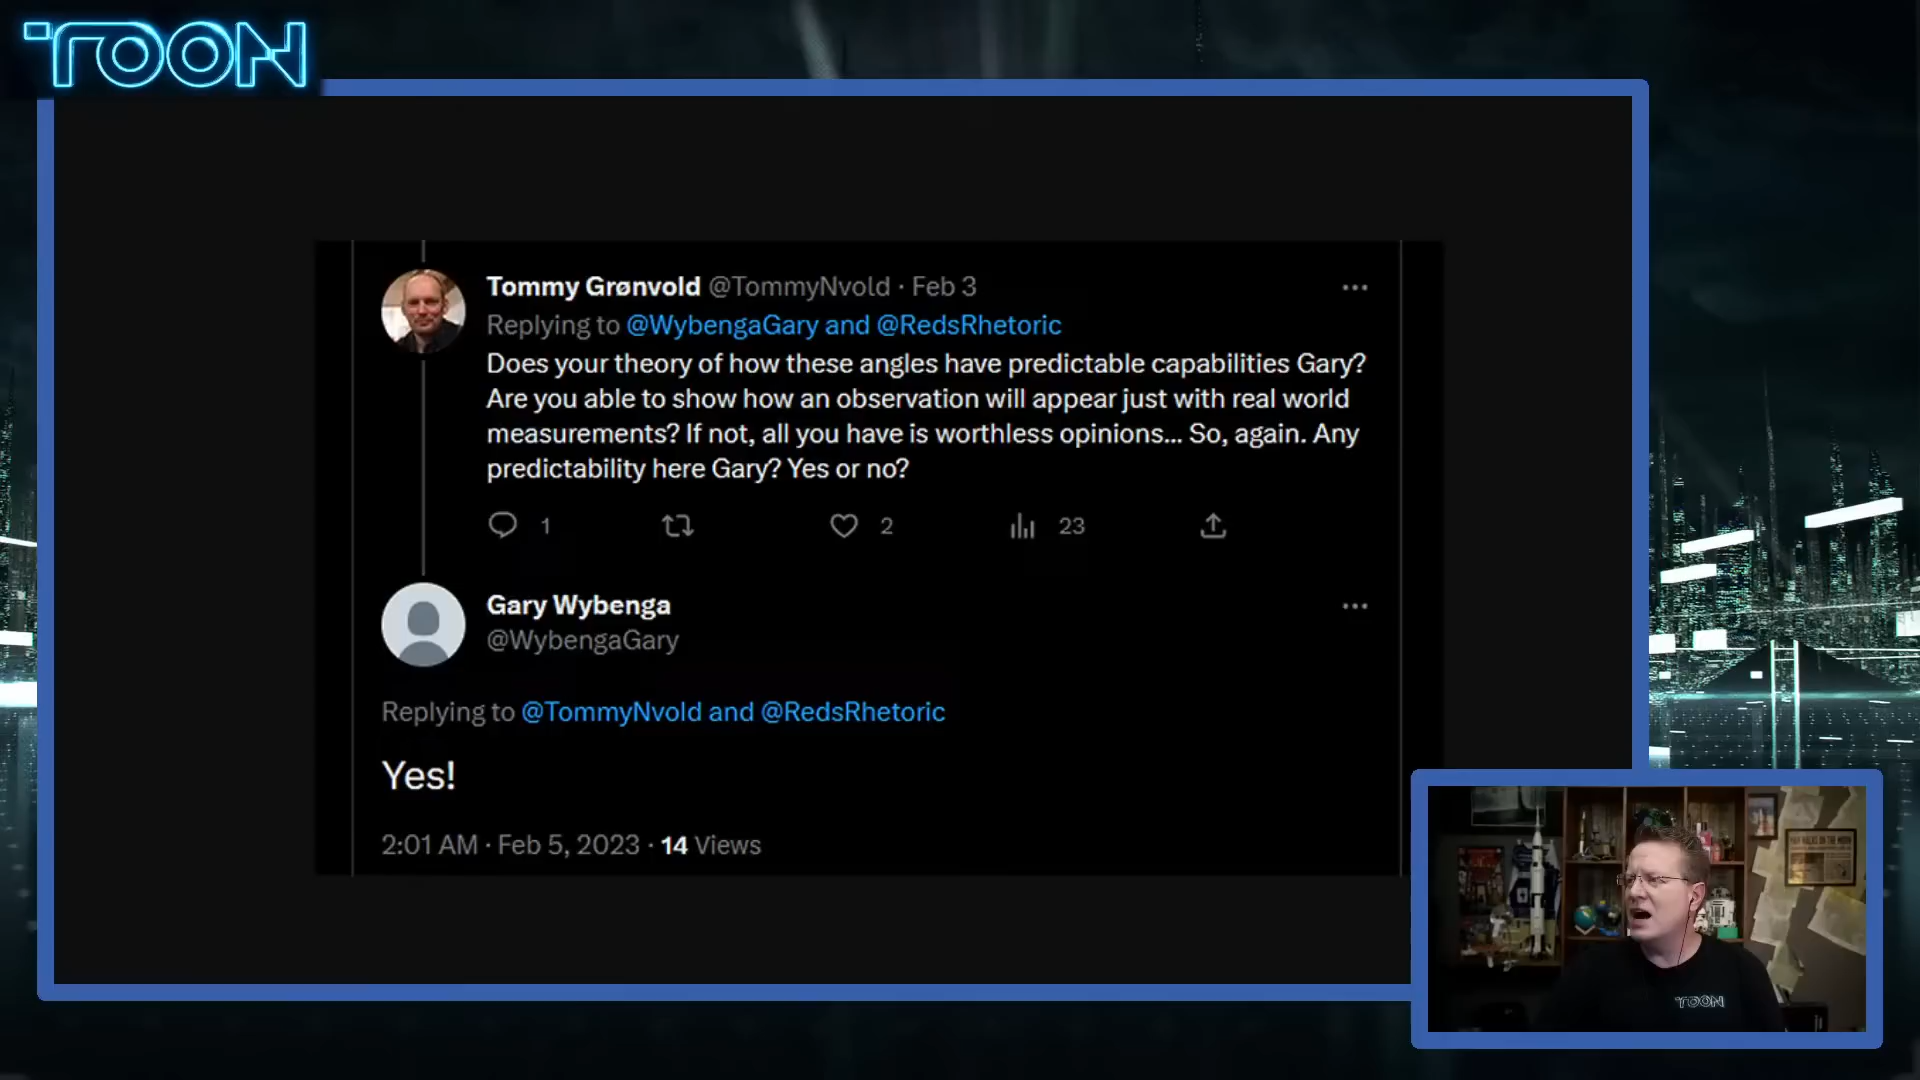 TOON
Tommy Grønvold @TommyNvold · Feb 3
Replying to @WybengaGary and @RedsRhetoric
Does your theory of how these angles have predictable capabilities Gary?
Are you able to show how an observation will appear just with real world
measurements? If not, all you have is worthless opinions... So, again. Any
predictability here Gary? Yes or no?
1 2 23
Gary Wybenga
@WybengaGary
Replying to @TommyNvold and @RedsRhetoric
Yes!
2:01 AM · Feb 5, 2023 · 14 Views
TOON